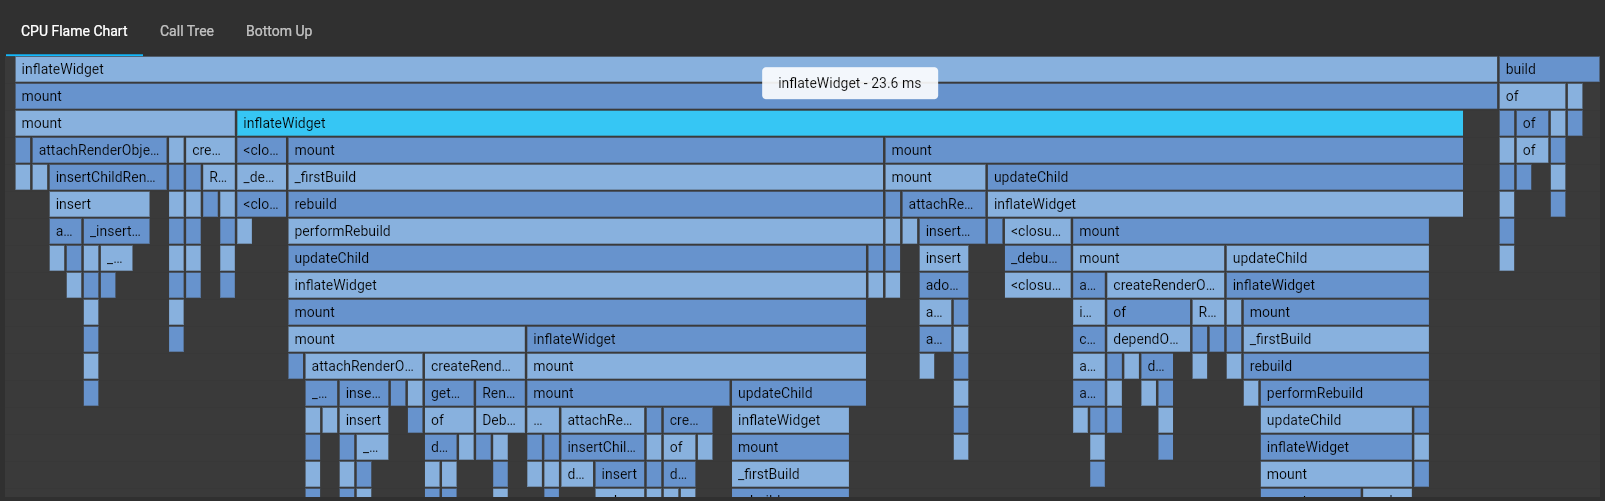 CPU Flame Chart Call Tree Bottom Up
inflateWidget build
inflateWidget - 23.6 ms
mount of
mount inflateWidget of
attachRenderObje... cre... <clo... mount mount of
insertChildRen... R... _de... _firstBuild mount updateChild
insert <clo... rebuild attachRe... inflateWidget
a... _insert... performRebuild insert... <closu... mount
_... updateChild insert _debu... mount updateChild
inflateWidget ado... <closu... a... createRenderO... inflateWidget
mount a... i... of R... mount
mount inflateWidget a... c... dependO... _firstBuild
attachRenderO... createRend... mount a... d... rebuild
_... inse... get... Ren... mount updateChild a... performRebuild
insert of Deb... ... attachRe... cre... inflateWidget updateChild
_... d... insertChil... of mount inflateWidget
d... insert d... _firstBuild mount